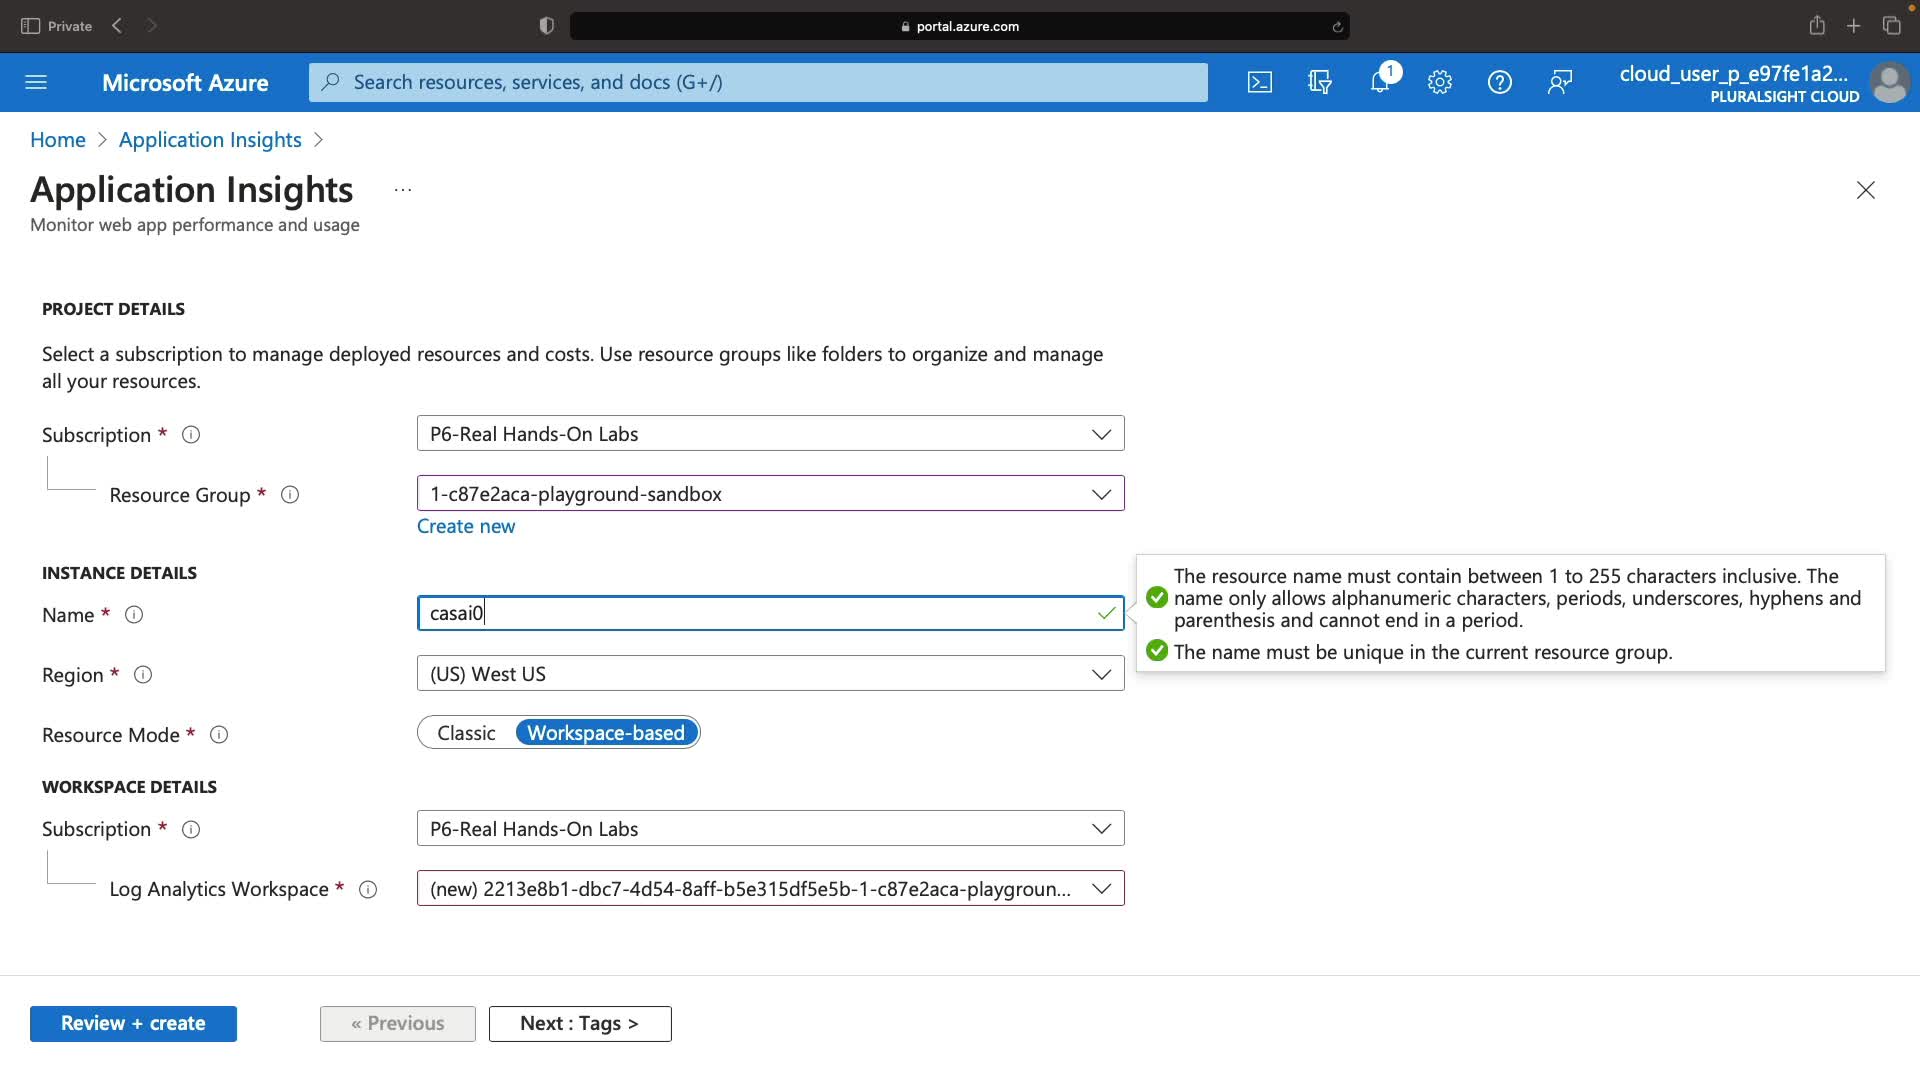 Private
portal.azure.com
Microsoft Azure
Search resources, services, and docs (G+/)
1
cloud_user_p_e97fe1a2...
PLURALSIGHT CLOUD
Home > Application Insights >
Application Insights ...
Monitor web app performance and usage
PROJECT DETAILS
Select a subscription to manage deployed resources and costs. Use resource groups like folders to organize and manage
all your resources.
Subscription *
P6-Real Hands-On Labs
Resource Group *
1-c87e2aca-playground-sandbox
Create new
INSTANCE DETAILS
Name *
casai0
The resource name must contain between 1 to 255 characters inclusive. The
name only allows alphanumeric characters, periods, underscores, hyphens and
parenthesis and cannot end in a period.
The name must be unique in the current resource group.
Region *
(US) West US
Resource Mode *
Classic Workspace-based
WORKSPACE DETAILS
Subscription *
P6-Real Hands-On Labs
Log Analytics Workspace *
(new) 2213e8b1-dbc7-4d54-8aff-b5e315df5e5b-1-c87e2aca-playgroun...
Review + create
« Previous
Next : Tags >